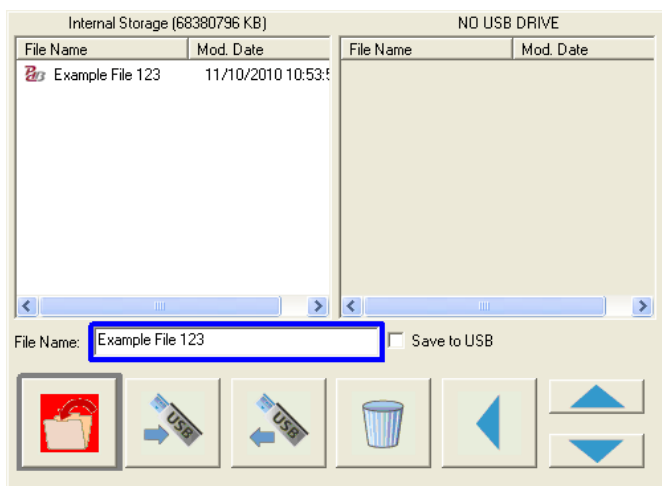 Internal Storage (68380796 KB)
NO USB DRIVE
File Name Mod. Date
File Name Mod. Date
Example File 123 11/10/2010 10:53:5
File Name: Example File 123
Save to USB
USB
USB